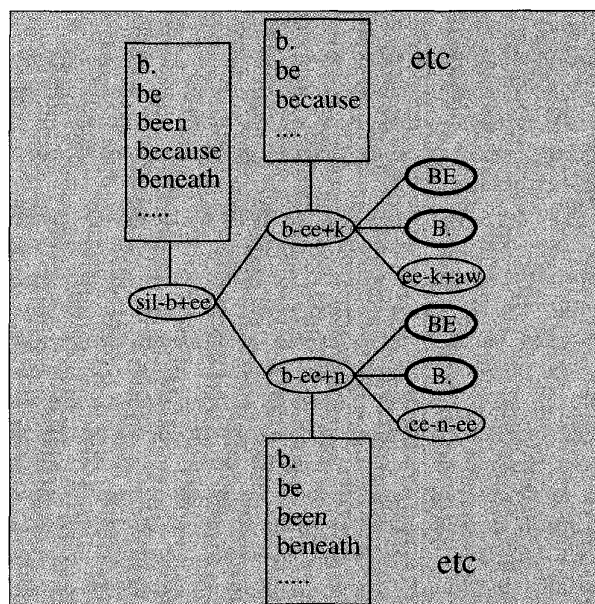 b.
be
been
because
beneath
.....
b.
be
because
....
etc
sil-b+ee
b-ee+k
BE
B.
ee-k+aw
b-ee+n
BE
B.
ee-n-ee
b.
be
been
beneath
.....
etc